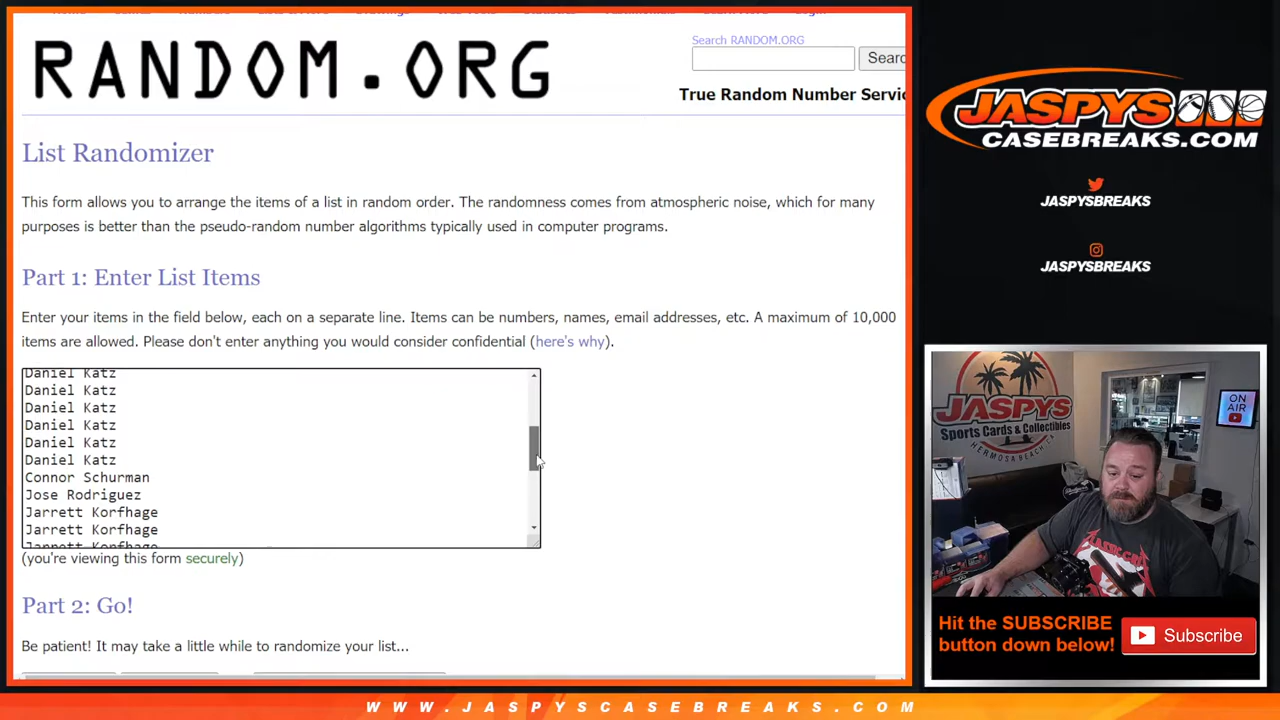 RANDOM.ORG
Search RANDOM.ORG
Searc
True Random Number Servic
List Randomizer
This form allows you to arrange the items of a list in random order. The randomness comes from atmospheric noise, which for many
purposes is better than the pseudo-random number algorithms typically used in computer programs.
Part 1: Enter List Items
Enter your items in the field below, each on a separate line. Items can be numbers, names, email addresses, etc. A maximum of 10,000
items are allowed. Please don't enter anything you would consider confidential (here's why).
Daniel Katz
Daniel Katz
Daniel Katz
Daniel Katz
Daniel Katz
Daniel Katz
Connor Schurman
Jose Rodriguez
Jarrett Korfhage
Jarrett Korfhage
Jarrett Korfhage
(you're viewing this form securely)
Part 2: Go!
Be patient! It may take a little while to randomize your list...
JASPYS
CASEBREAKS.COM
JASPYSBREAKS
JASPYSBREAKS
JASPYS
Sports Cards & Collectibles
HERMOSA BEACH, CA
ON
AIR
Hit the SUBSCRIBE
button down below!
Subscribe
WWW.JASPYSCASEBREAKS.COM